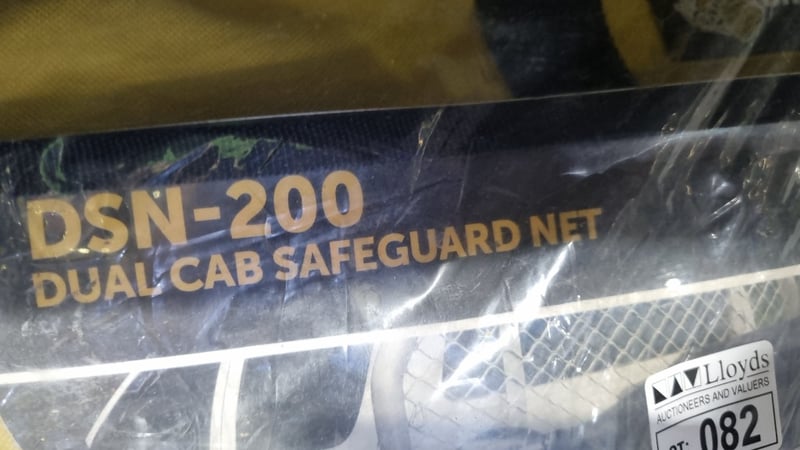 DSN-200
DUAL CAB SAFEGUARD NET
Lloyds
AUCTIONEERS AND VALUERS
082